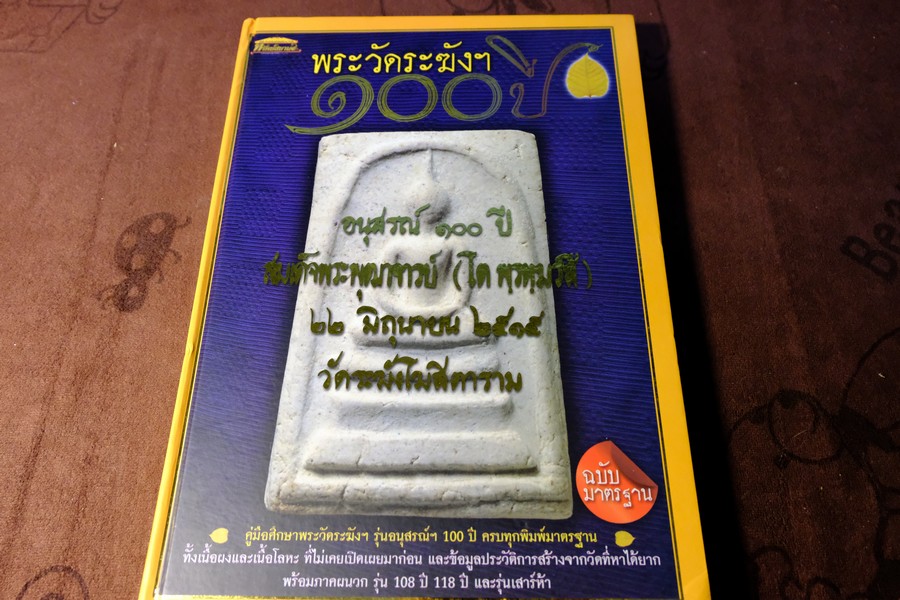 พระวัดระฆังฯ
๑๐๐ ปี
อนุสรณ์ ๑๐๐ ปี
สมเด็จพระพุฒาจารย์ (โต พฺรหฺมรํสี)
๒๒ มิถุนายน ๒๕๑๕
วัดระฆังโฆสิตาราม
ฉบับ
มาตรฐาน
คู่มือศึกษาพระวัดระฆังฯ รุ่นอนุสรณ์ฯ 100 ปี ครบทุกพิมพ์มาตรฐาน
ทั้งเนื้อผงและเนื้อโลหะ ที่ไม่เคยเปิดเผยมาก่อน และข้อมูลประวัติการสร้างจากวัดที่หาได้ยาก
พร้อมภาคผนวก รุ่น 108 ปี 118 ปี และรุ่นเสาร์ห้า